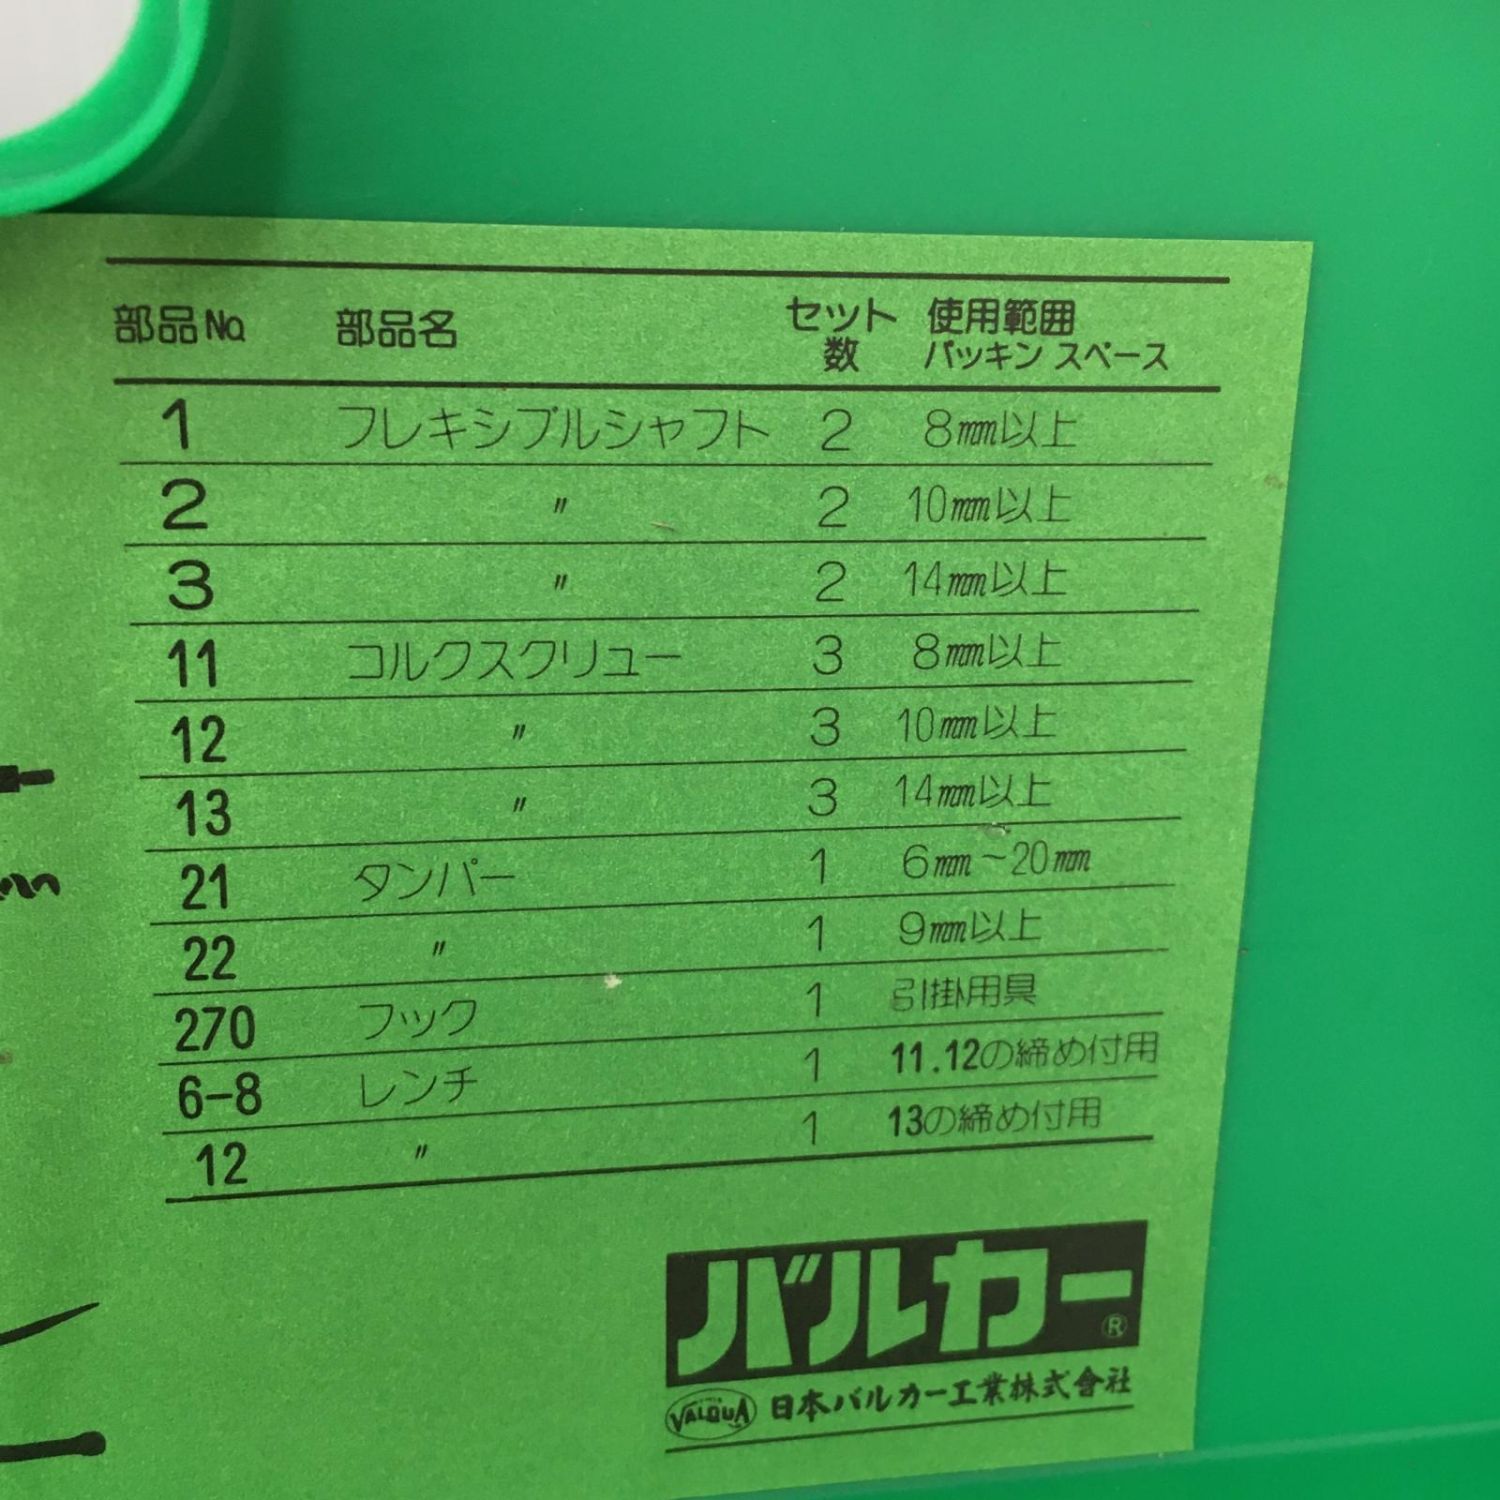 部品No. 部品名 セット数 使用範囲 パッキン スペース
1 フレキシブルシャフト 2 8mm以上
2 〃 2 10mm以上
3 〃 2 14mm以上
11 コルクスクリュー 3 8mm以上
12 〃 3 10mm以上
13 〃 3 14mm以上
21 タンパー 1 6mm~20mm
22 〃 1 9mm以上
270 フック 1 引掛用具
6-8 レンチ 1 11.12の締め付用
12 〃 1 13の締め付用
バルカー®
VALQUA 日本バルカー工業株式會社